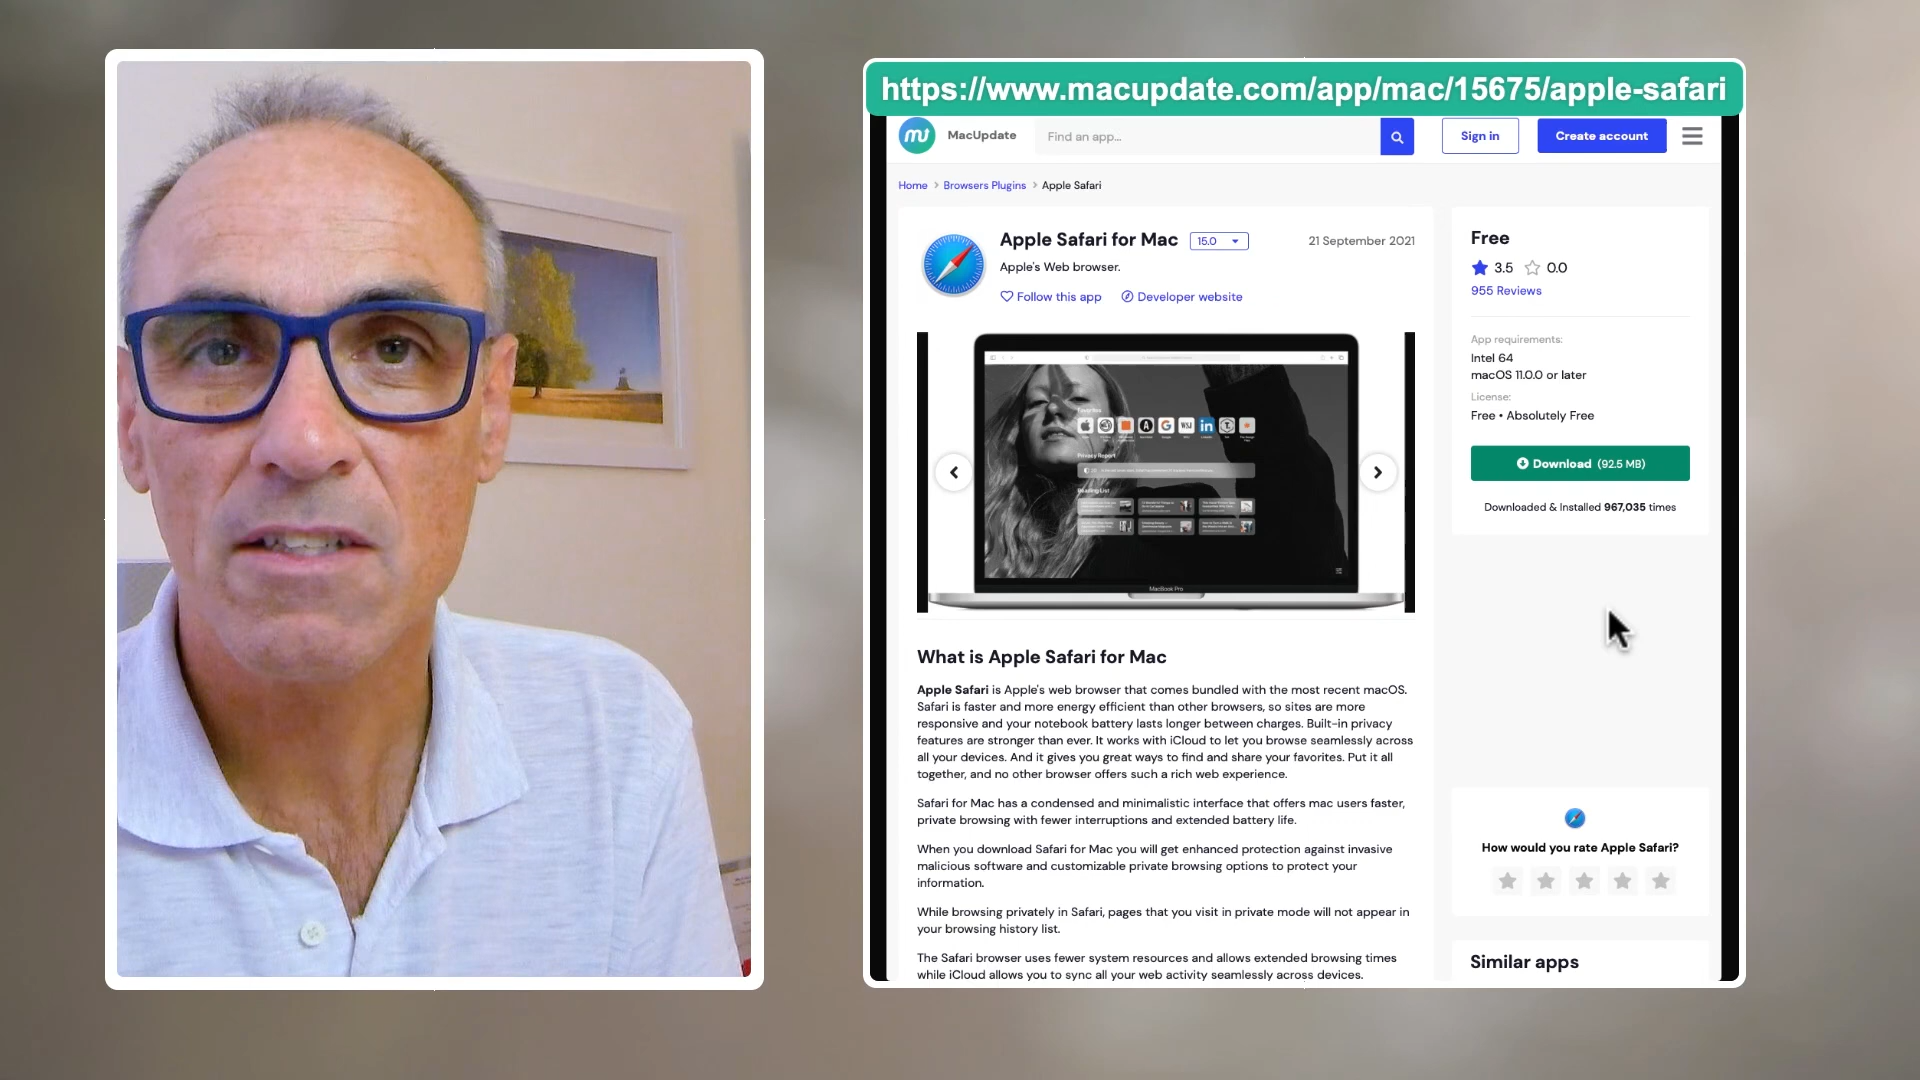 https://www.macupdate.com/app/mac/15675/apple-safari
MacUpdate
Find an app...
Sign in
Create account
Home > Browsers Plugins > Apple Safari
Apple Safari for Mac
15.0
21 September 2021
Apple's Web browser.
Follow this app
Developer website
MacBook Pro
What is Apple Safari for Mac
Apple Safari is Apple's web browser that comes bundled with the most recent macOS.
Safari is faster and more energy efficient than other browsers, so sites are more
responsive and your notebook battery lasts longer between charges. Built-in privacy
features are stronger than ever. It works with iCloud to let you browse seamlessly across
all your devices. And it gives you great ways to find and share your favorites. Put it all
together, and no other browser offers such a rich web experience.
Safari for Mac has a condensed and minimalistic interface that offers mac users faster,
private browsing with fewer interruptions and extended battery life.
When you download Safari for Mac you will get enhanced protection against invasive
malicious software and customizable private browsing options to protect your
information.
While browsing privately in Safari, pages that you visit in private mode will not appear in
your browsing history list.
The Safari browser uses fewer system resources and allows extended browsing times
while iCloud allows you to sync all your web activity seamlessly across devices.
Free
3.5
0.0
955 Reviews
App requirements:
Intel 64
macOS 11.0.0 or later
License:
Free • Absolutely Free
Download (92.5 MB)
Downloaded & Installed 967,035 times
How would you rate Apple Safari?
Similar apps